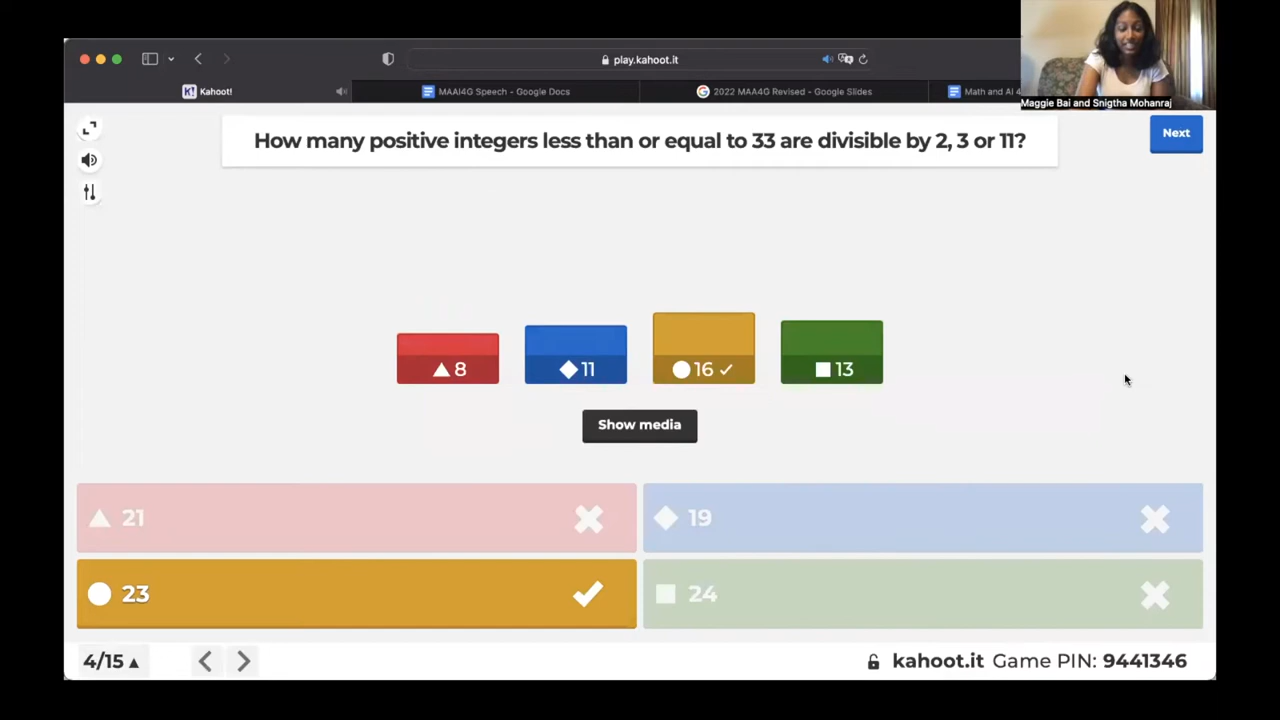 play.kahoot.it
Kahoot!
MAAI4G Speech - Google Docs
2022 MAA4G Revised - Google Slides
Math and AI 4
Maggie Bai and Snigtha Mohanraj
How many positive integers less than or equal to 33 are divisible by 2, 3 or 11?
Next
8
11
16
13
Show media
21
19
23
24
4/15
kahoot.it Game PIN: 9441346